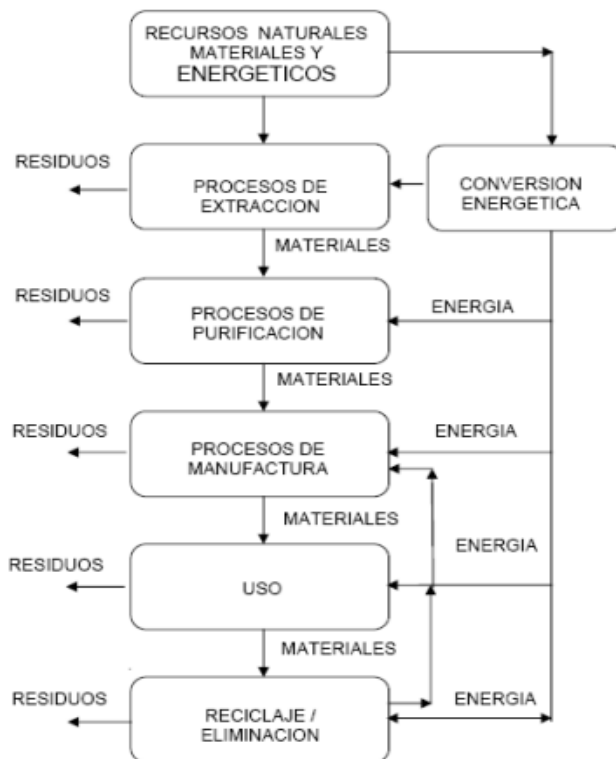 RECURSOS NATURALES
MATERIALES Y
ENERGETICOS
RESIDUOS
PROCESOS DE
EXTRACCION
CONVERSION
ENERGETICA
MATERIALES
RESIDUOS
PROCESOS DE
PURIFICACION
ENERGIA
MATERIALES
RESIDUOS
PROCESOS DE
MANUFACTURA
ENERGIA
MATERIALES
ENERGIA
RESIDUOS
USO
MATERIALES
RESIDUOS
RECICLAJE /
ELIMINACION
ENERGIA